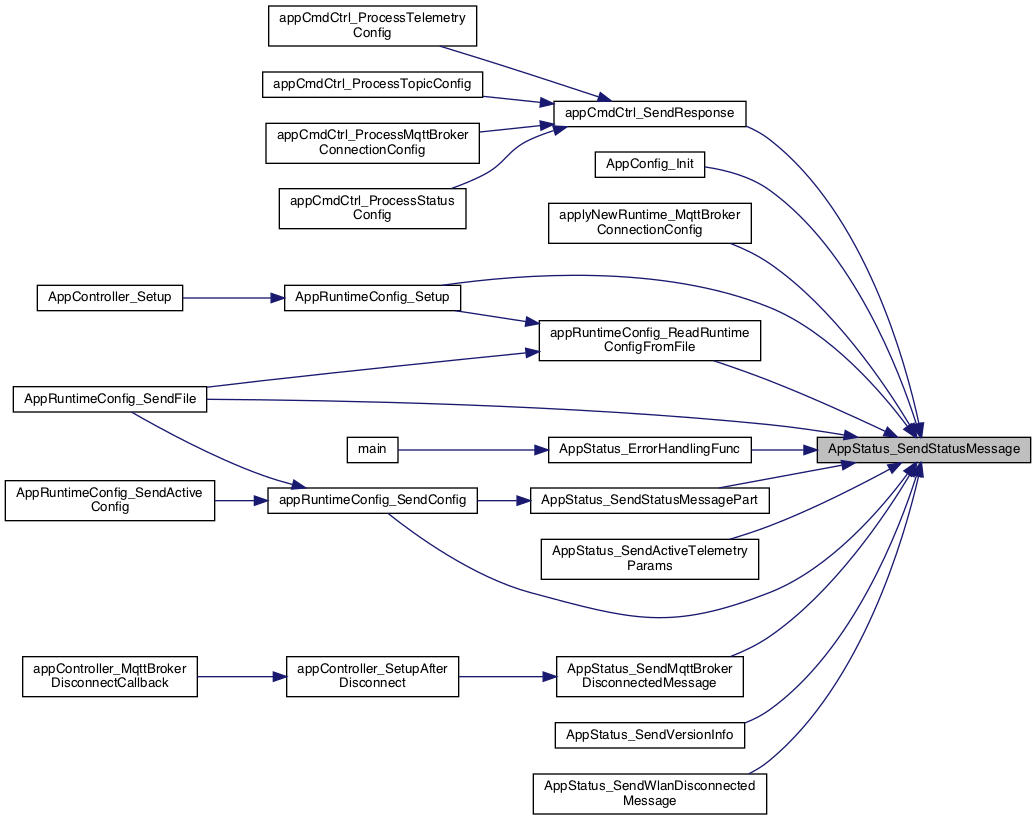 appCmdCtrl_ProcessTelemetry
Config
appCmdCtrl_ProcessTopicConfig
appCmdCtrl_SendResponse
appCmdCtrl_ProcessMqttBroker
ConnectionConfig
AppConfig_Init
appCmdCtrl_ProcessStatus
Config
applyNewRuntime_MqttBroker
ConnectionConfig
AppController_Setup
AppRuntimeConfig_Setup
appRuntimeConfig_ReadRuntime
ConfigFromFile
AppRuntimeConfig_SendFile
main
AppStatus_ErrorHandlingFunc
AppStatus_SendStatusMessage
AppRuntimeConfig_SendActive
Config
appRuntimeConfig_SendConfig
AppStatus_SendStatusMessagePart
AppStatus_SendActiveTelemetry
Params
appController_MqttBroker
DisconnectCallback
appController_SetupAfter
Disconnect
AppStatus_SendMqttBroker
DisconnectedMessage
AppStatus_SendVersionInfo
AppStatus_SendWlanDisconnected
Message